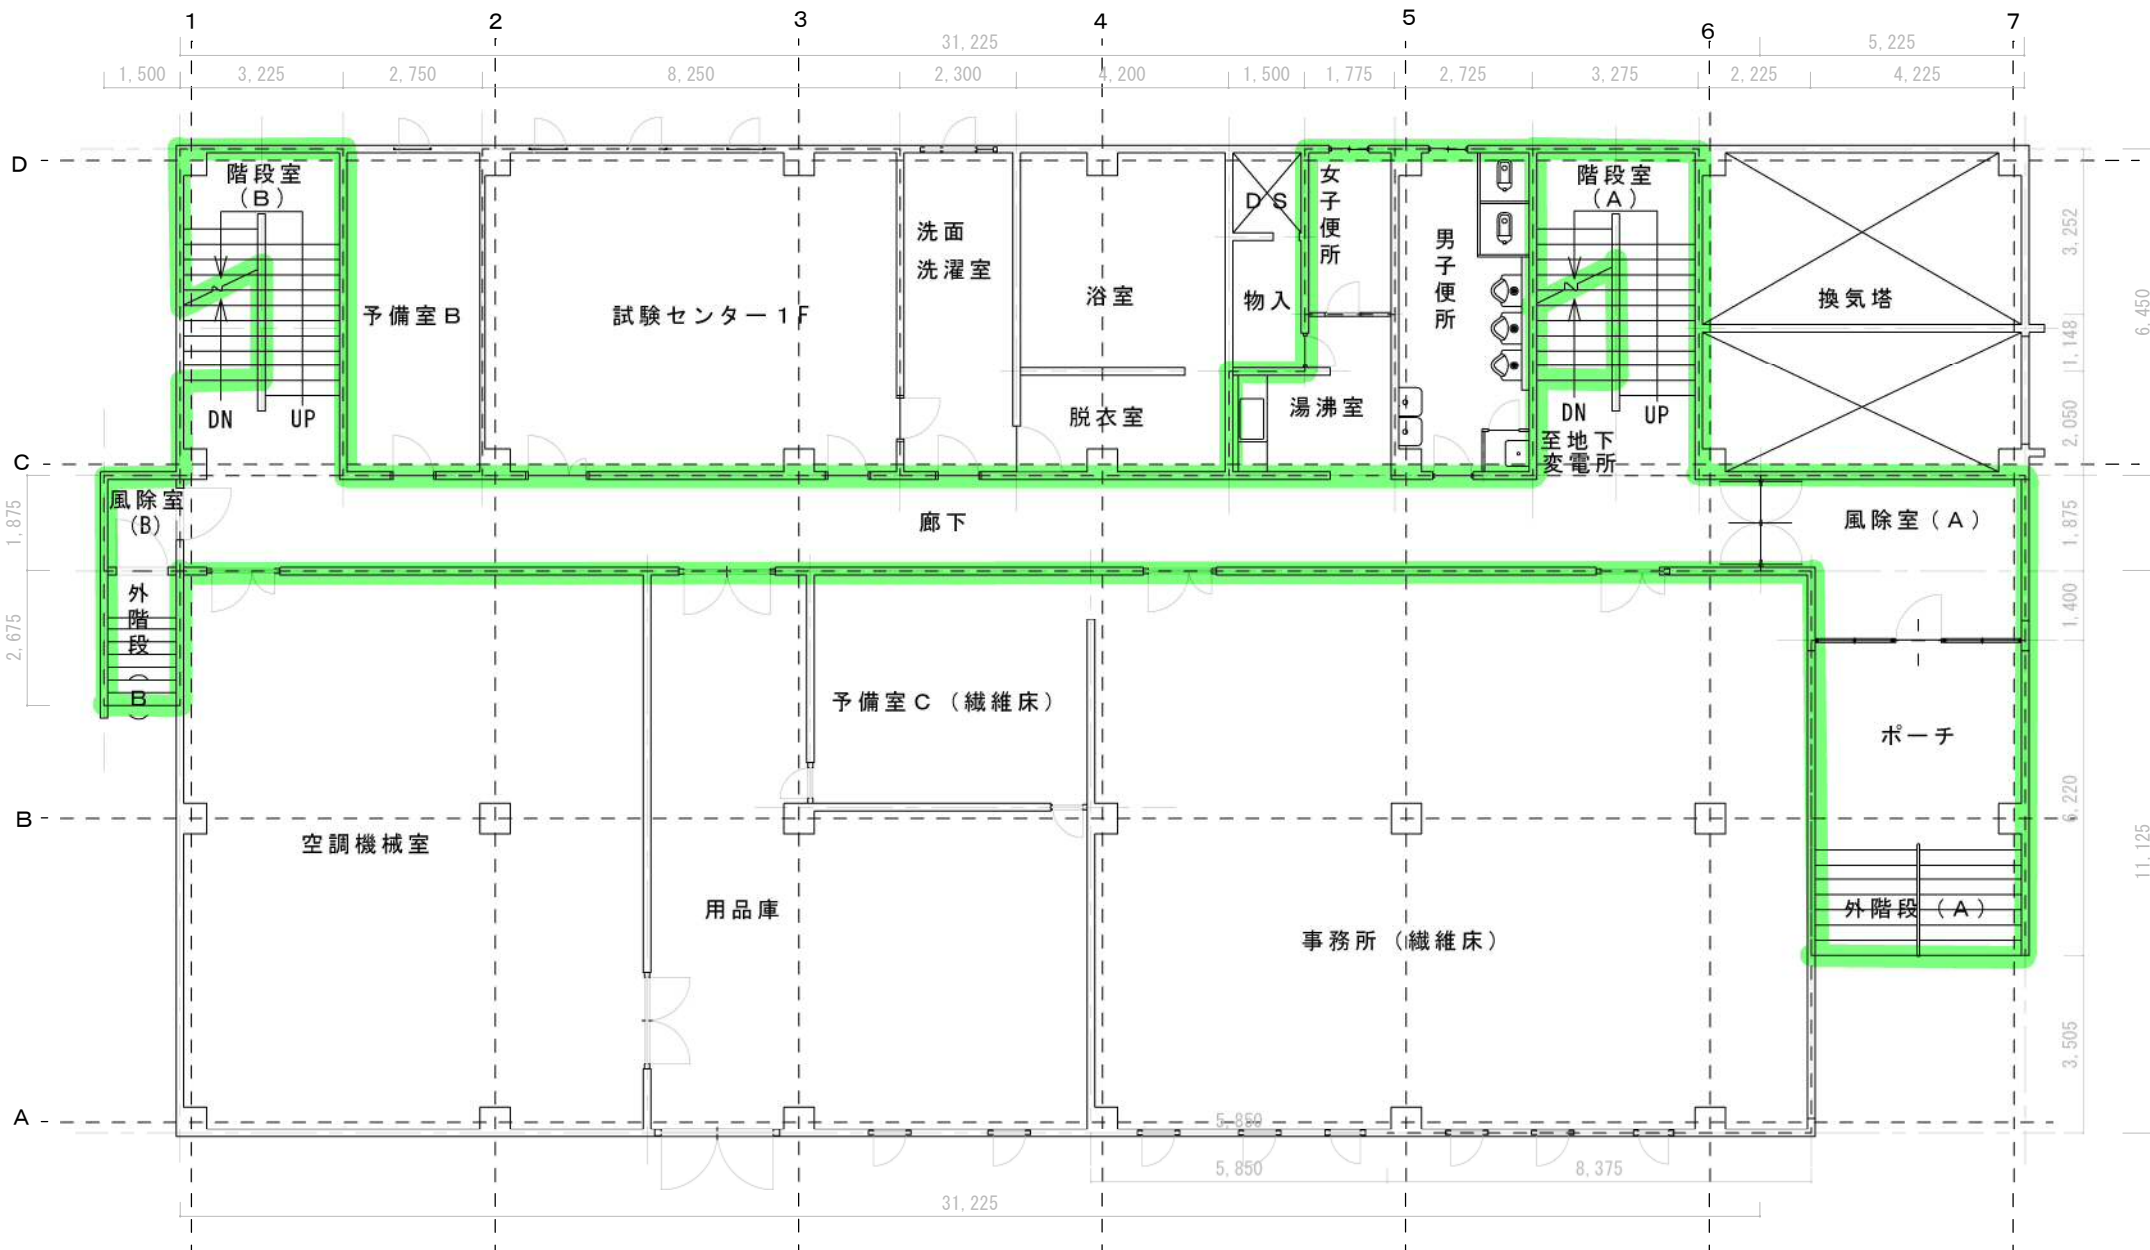 1 2 3 4 5 6 7
31,225 5,225
1,500 3,225 2,750 8,250 2,300 4,200 1,500 1,775 2,725 3,275 2,225 4,225
D
階段室
(B)
予備室B
試験センター1F
洗面
洗濯室
浴室
脱衣室
DS
物入
女子便所
湯沸室
男子便所
階段室
(A)
換気塔
3,252
1,148
2,050
6,450
DN UP
DN UP
至地下
変電所
C
風除室
(B)
廊下
風除室(A)
1,875
1,875
1,400
外階段
B
2,675
予備室C(繊維床)
ポーチ
B
空調機械室
6,220
11,125
用品庫
外階段(A)
事務所(繊維床)
3,505
A
5,850
5,850 8,375
31,225